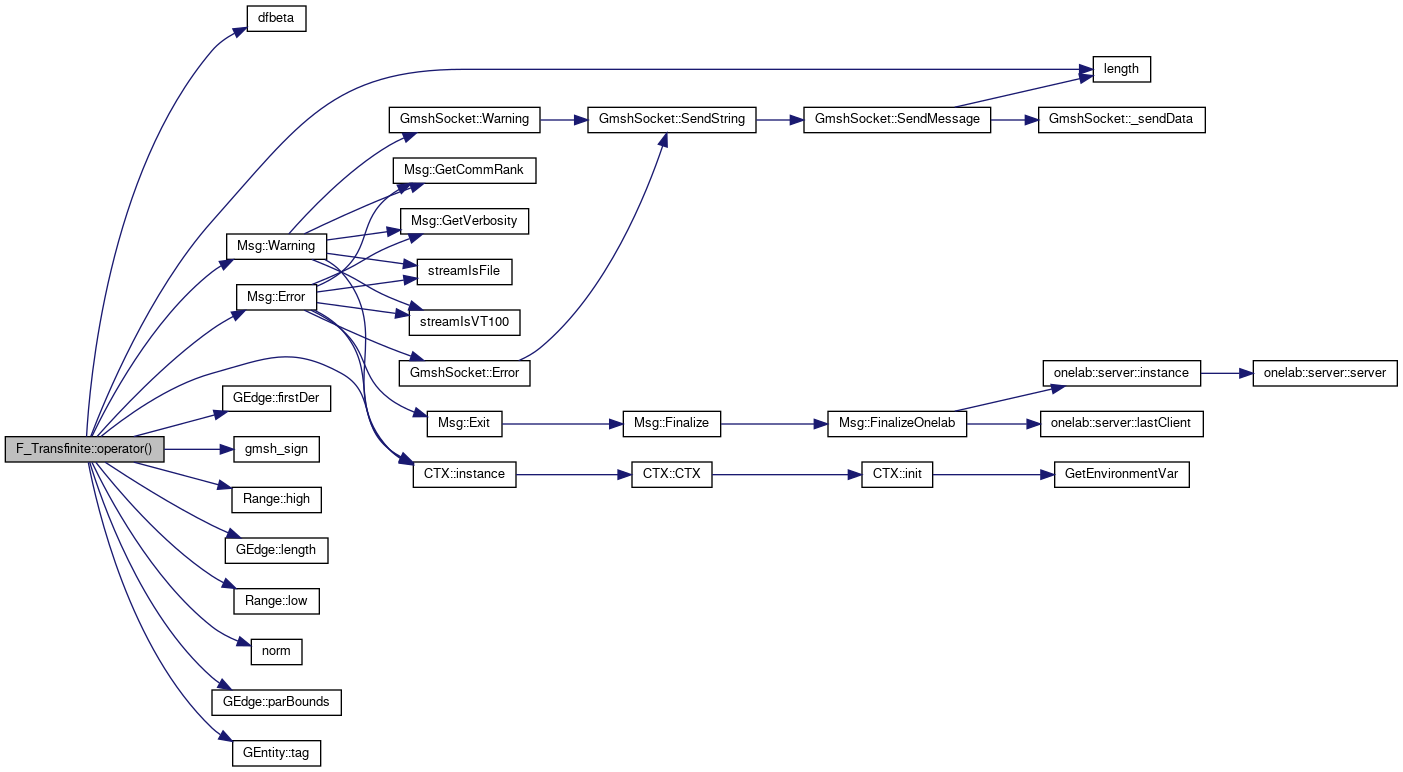 dfbeta
length
GmshSocket::Warning
GmshSocket::SendString
GmshSocket::SendMessage
GmshSocket::_sendData
Msg::GetCommRank
Msg::GetVerbosity
Msg::Warning
streamIsFile
Msg::Error
streamIsVT100
GmshSocket::Error
onelab::server::instance
onelab::server::server
GEdge::firstDer
Msg::Exit
Msg::Finalize
Msg::FinalizeOnelab
onelab::server::lastClient
F_Transfinite::operator()
gmsh_sign
CTX::instance
CTX::CTX
CTX::init
GetEnvironmentVar
Range::high
GEdge::length
Range::low
norm
GEdge::parBounds
GEntity::tag